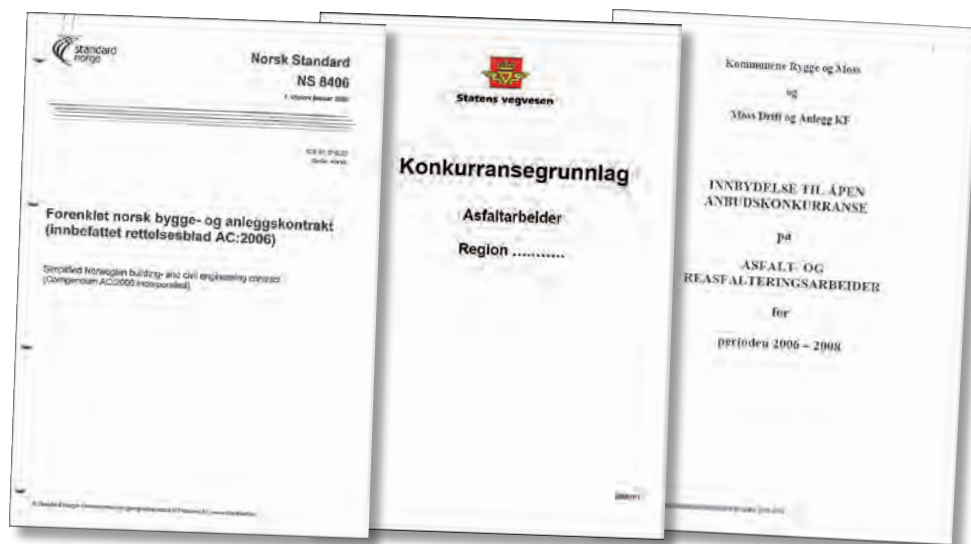 standard
norge
Norsk Standard
NS 8406
Forenklet norsk bygge- og anleggskontrakt
(innbefattet rettelsesblad AC:2006)
Simplified Norwegian building- and civil engineering contract
Statens vegvesen
Konkurransegrunnlag
Asfaltarbeider
Region ...........
Kommunene Rygge og Moss
og
Moss Drift og Anlegg KF
INNBYDELSE TIL ÅPEN
ANBUDSKONKURRANSE
på
ASFALT- OG
REASFALTERINGSARBEIDER
for
perioden 2006 – 2008